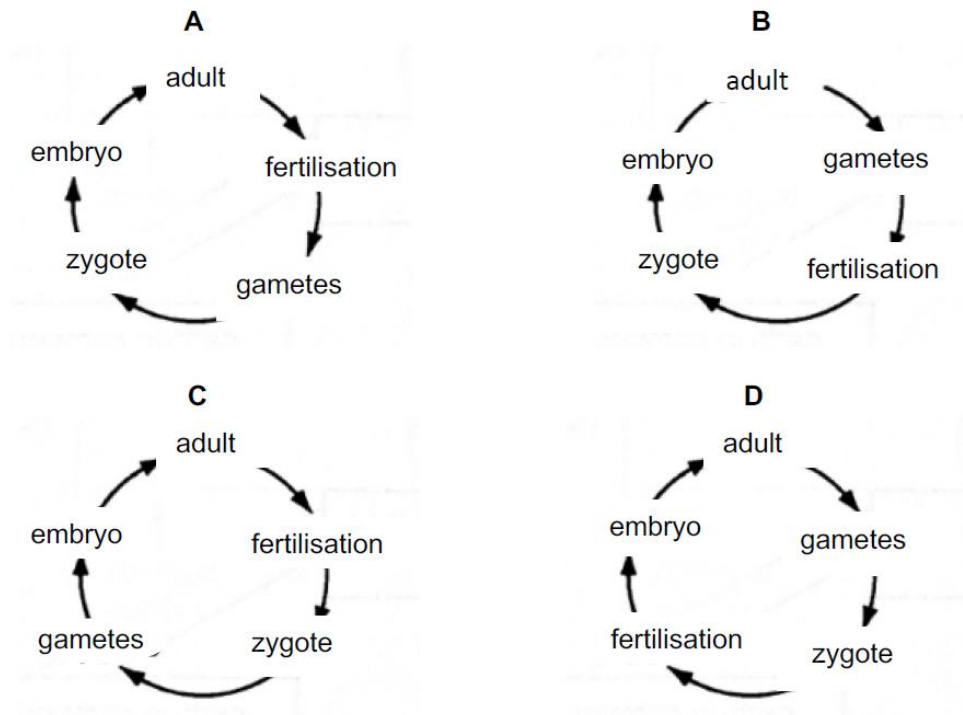 A
adult
fertilisation
gametes
zygote
embryo
B
adult
gametes
fertilisation
zygote
embryo
C
adult
fertilisation
zygote
gametes
embryo
D
adult
gametes
zygote
fertilisation
embryo